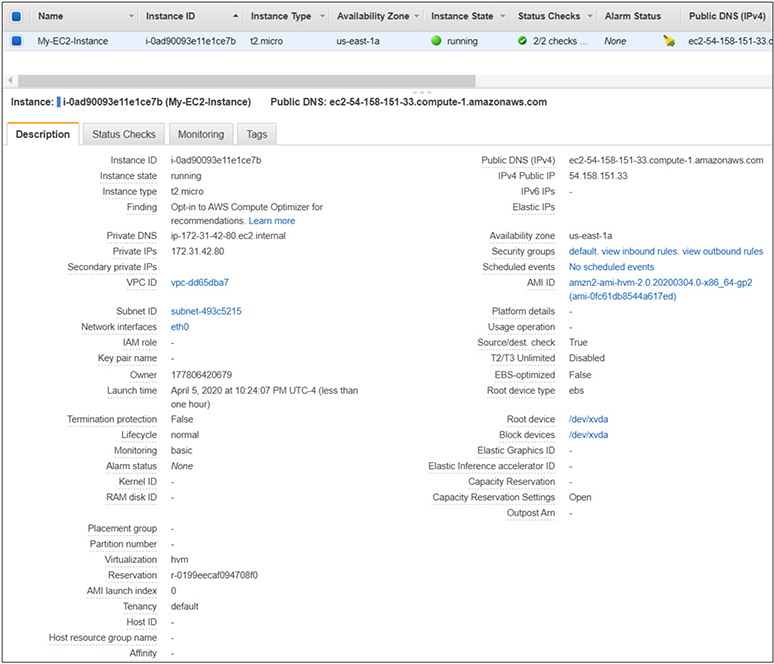 Name Instance ID Instance Type Availability Zone Instance State Status Checks Alarm Status Public DNS (IPv4)
My-EC2-Instance i-0ad90093e11e1ce7b t2.micro us-east-1a running 2/2 checks ... None ec2-54-158-151-33.c
Instance: i-0ad90093e11e1ce7b (My-EC2-Instance) Public DNS: ec2-54-158-151-33.compute-1.amazonaws.com
Description Status Checks Monitoring Tags
Instance ID i-0ad90093e11e1ce7b
Instance state running
Instance type t2.micro
Finding Opt-in to AWS Compute Optimizer for
recommendations. Learn more
Private DNS ip-172-31-42-80.ec2.internal
Private IPs 172.31.42.80
Secondary private IPs
VPC ID vpc-dd65dba7
Subnet ID subnet-493c5215
Network interfaces eth0
IAM role -
Key pair name -
Owner 177806420679
Launch time April 5, 2020 at 10:24:07 PM UTC-4 (less than
one hour)
Termination protection False
Lifecycle normal
Monitoring basic
Alarm status None
Kernel ID -
RAM disk ID -
Placement group -
Partition number -
Virtualization hvm
Reservation r-0199eecaf094708f0
AMI launch index 0
Tenancy default
Host ID -
Host resource group name -
Affinity -
Public DNS (IPv4) ec2-54-158-151-33.compute-1.amazonaws.com
IPv4 Public IP 54.158.151.33
IPv6 IPs -
Elastic IPs
Availability zone us-east-1a
Security groups default. view inbound rules. view outbound rules
Scheduled events No scheduled events
AMI ID amzn2-ami-hvm-2.0.20200304.0-x86_64-gp2
(ami-0fc61db8544a617ed)
Platform details -
Usage operation -
Source/dest. check True
T2/T3 Unlimited Disabled
EBS-optimized False
Root device type ebs
Root device /dev/xvda
Block devices /dev/xvda
Elastic Graphics ID -
Elastic Inference accelerator ID -
Capacity Reservation -
Capacity Reservation Settings Open
Outpost Arn -